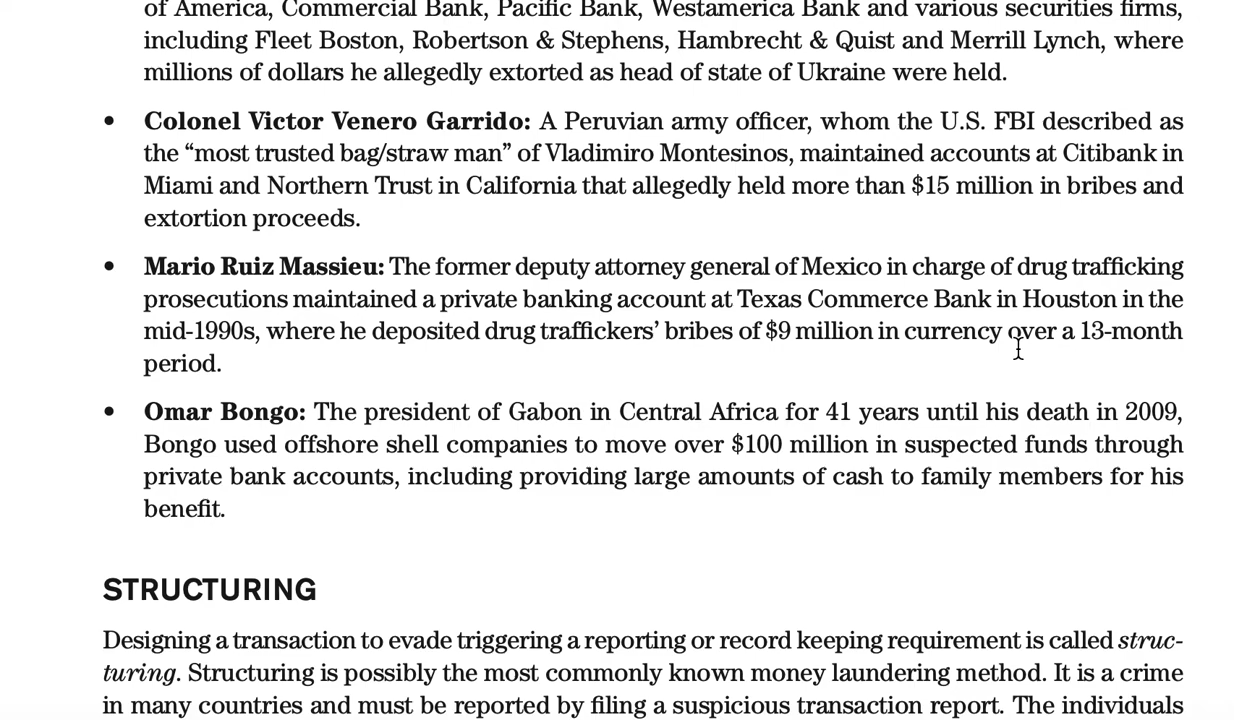 of America, Commercial Bank, Pacific Bank, Westamerica Bank and various securities firms,
including Fleet Boston, Robertson & Stephens, Hambrecht & Quist and Merrill Lynch, where
millions of dollars he allegedly extorted as head of state of Ukraine were held.
• Colonel Victor Venero Garrido: A Peruvian army officer, whom the U.S. FBI described as
the “most trusted bag/straw man” of Vladimiro Montesinos, maintained accounts at Citibank in
Miami and Northern Trust in California that allegedly held more than $15 million in bribes and
extortion proceeds.
• Mario Ruiz Massieu: The former deputy attorney general of Mexico in charge of drug trafficking
prosecutions maintained a private banking account at Texas Commerce Bank in Houston in the
mid-1990s, where he deposited drug traffickers’ bribes of $9 million in currency over a 13-month
period.
• Omar Bongo: The president of Gabon in Central Africa for 41 years until his death in 2009,
Bongo used offshore shell companies to move over $100 million in suspected funds through
private bank accounts, including providing large amounts of cash to family members for his
benefit.
STRUCTURING
Designing a transaction to evade triggering a reporting or record keeping requirement is called struc-
turing. Structuring is possibly the most commonly known money laundering method. It is a crime
in many countries and must be reported by filing a suspicious transaction report. The individuals